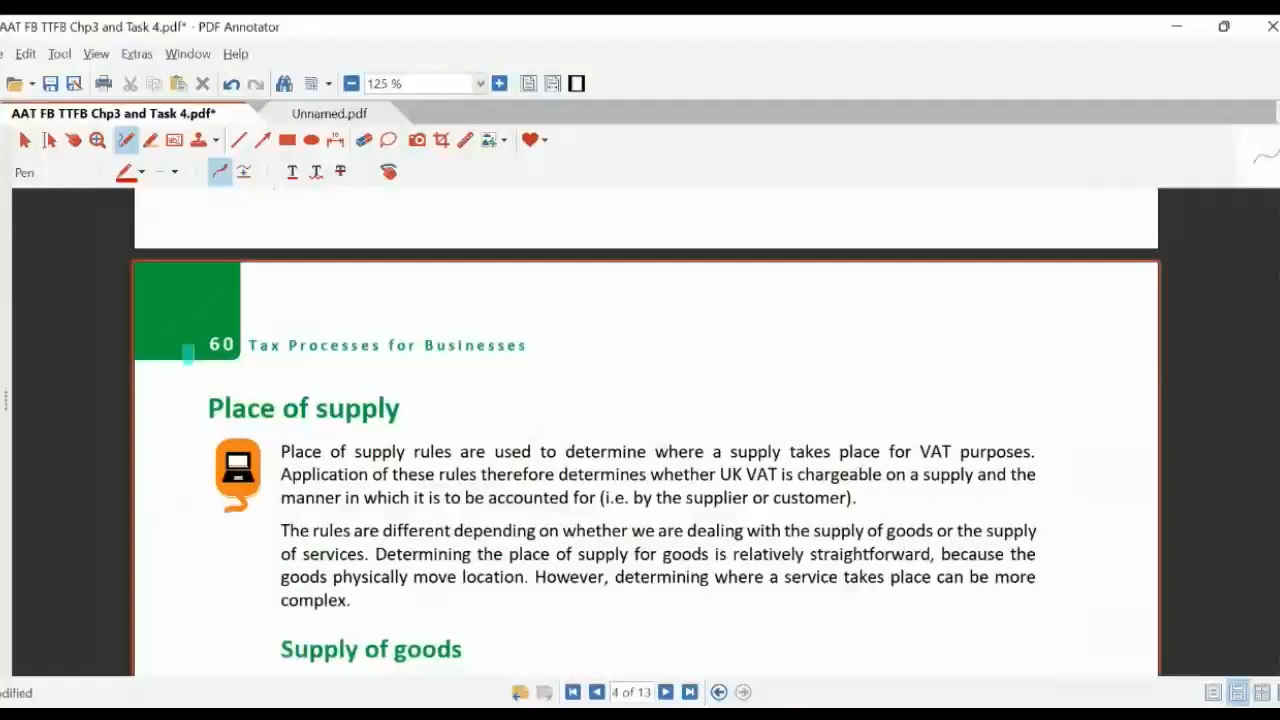 AAT FB TTFB Chp3 and Task 4.pdf* - PDF Annotator
Edit Tool View Extras Window Help
125 %
AAT FB TTFB Chp3 and Task 4.pdf* Unnamed.pdf
Pen
60 Tax Processes for Businesses
Place of supply
Place of supply rules are used to determine where a supply takes place for VAT purposes.
Application of these rules therefore determines whether UK VAT is chargeable on a supply and the
manner in which it is to be accounted for (i.e. by the supplier or customer).
The rules are different depending on whether we are dealing with the supply of goods or the supply
of services. Determining the place of supply for goods is relatively straightforward, because the
goods physically move location. However, determining where a service takes place can be more
complex.
Supply of goods
dified
4 of 13